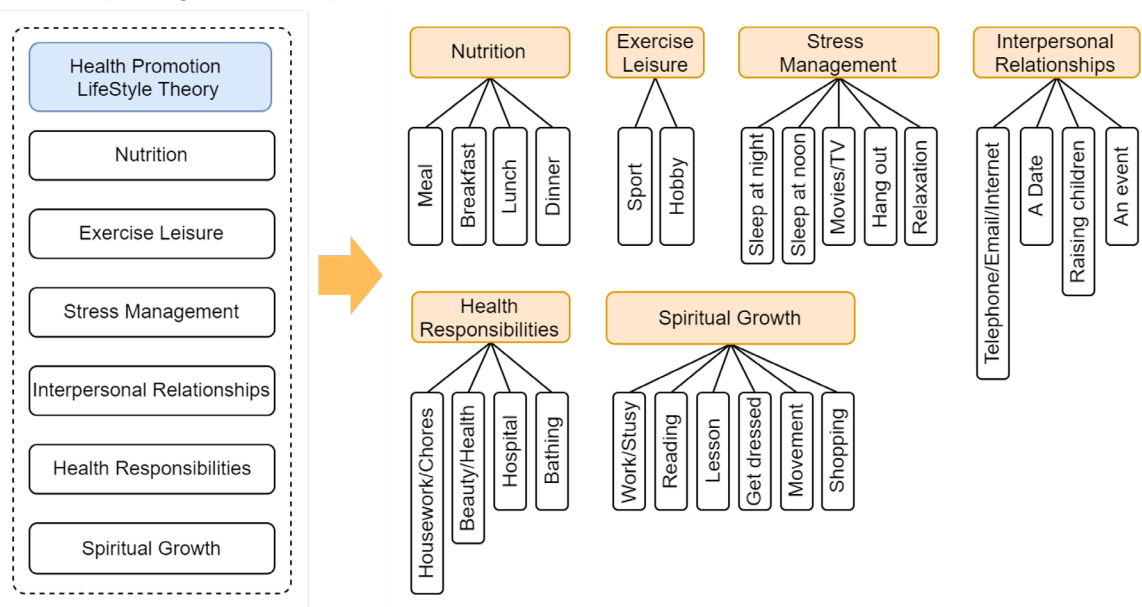 Health Promotion
LifeStyle Theory
Nutrition
Exercise Leisure
Stress Management
Interpersonal Relationships
Health Responsibilities
Spiritual Growth
Nutrition
Meal
Breakfast
Lunch
Dinner
Exercise
Leisure
Sport
Hobby
Stress
Management
Sleep at night
Sleep at noon
Movies/TV
Hang out
Relaxation
Interpersonal
Relationships
Telephone/Email/Internet
A Date
Raising children
An event
Health
Responsibilities
Housework/Chores
Beauty/Health
Hospital
Bathing
Spiritual Growth
Work/Stusy
Reading
Lesson
Get dressed
Movement
Shopping